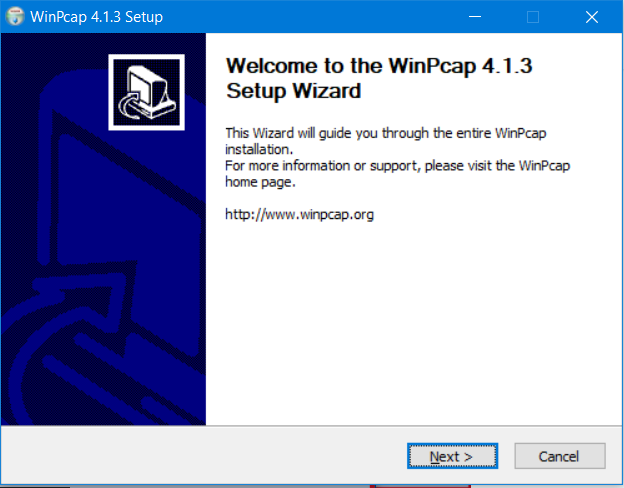 WinPcap 4.1.3 Setup
Welcome to the WinPcap 4.1.3
Setup Wizard
This Wizard will guide you through the entire WinPcap
installation.
For more information or support, please visit the WinPcap
home page.
http://www.winpcap.org
Next >
Cancel